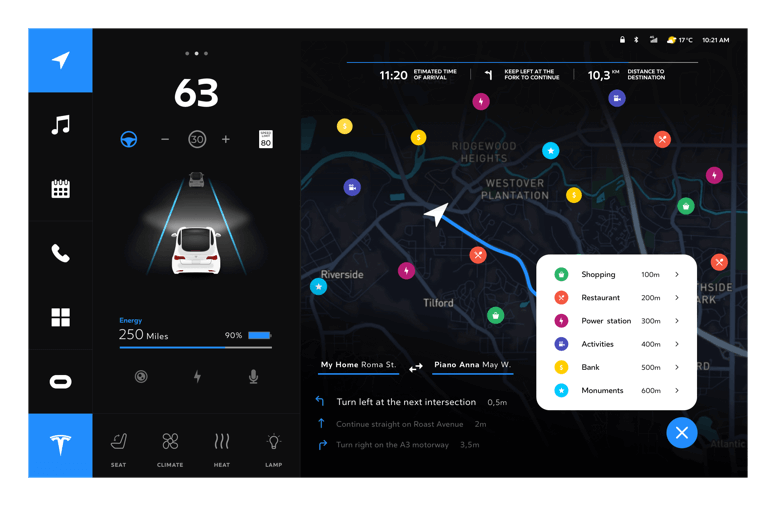 17°C
10:21 AM
11:20
ETIMATED TIME
OF ARRIVAL
KEEP LEFT AT THE
FORK TO CONTINUE
10,3 KM
DISTANCE TO
DESTINATION
63
30
SPEED
LIMIT
80
RIDGEWOOD
HEIGHTS
WESTOVER
PLANTATION
Riverside
Tilford
THSIDE
ARK
RD
Atlantic
Shopping 100m
Restaurant 200m
Power station 300m
Activities 400m
Bank 500m
Monuments 600m
Energy
250 Miles 90%
My Home Roma St.
Piano Anna May W.
Turn left at the next intersection 0,5m
Continue straight on Roast Avenue 2m
Turn right on the A3 motorway 3,5m
SEAT
CLIMATE
HEAT
LAMP